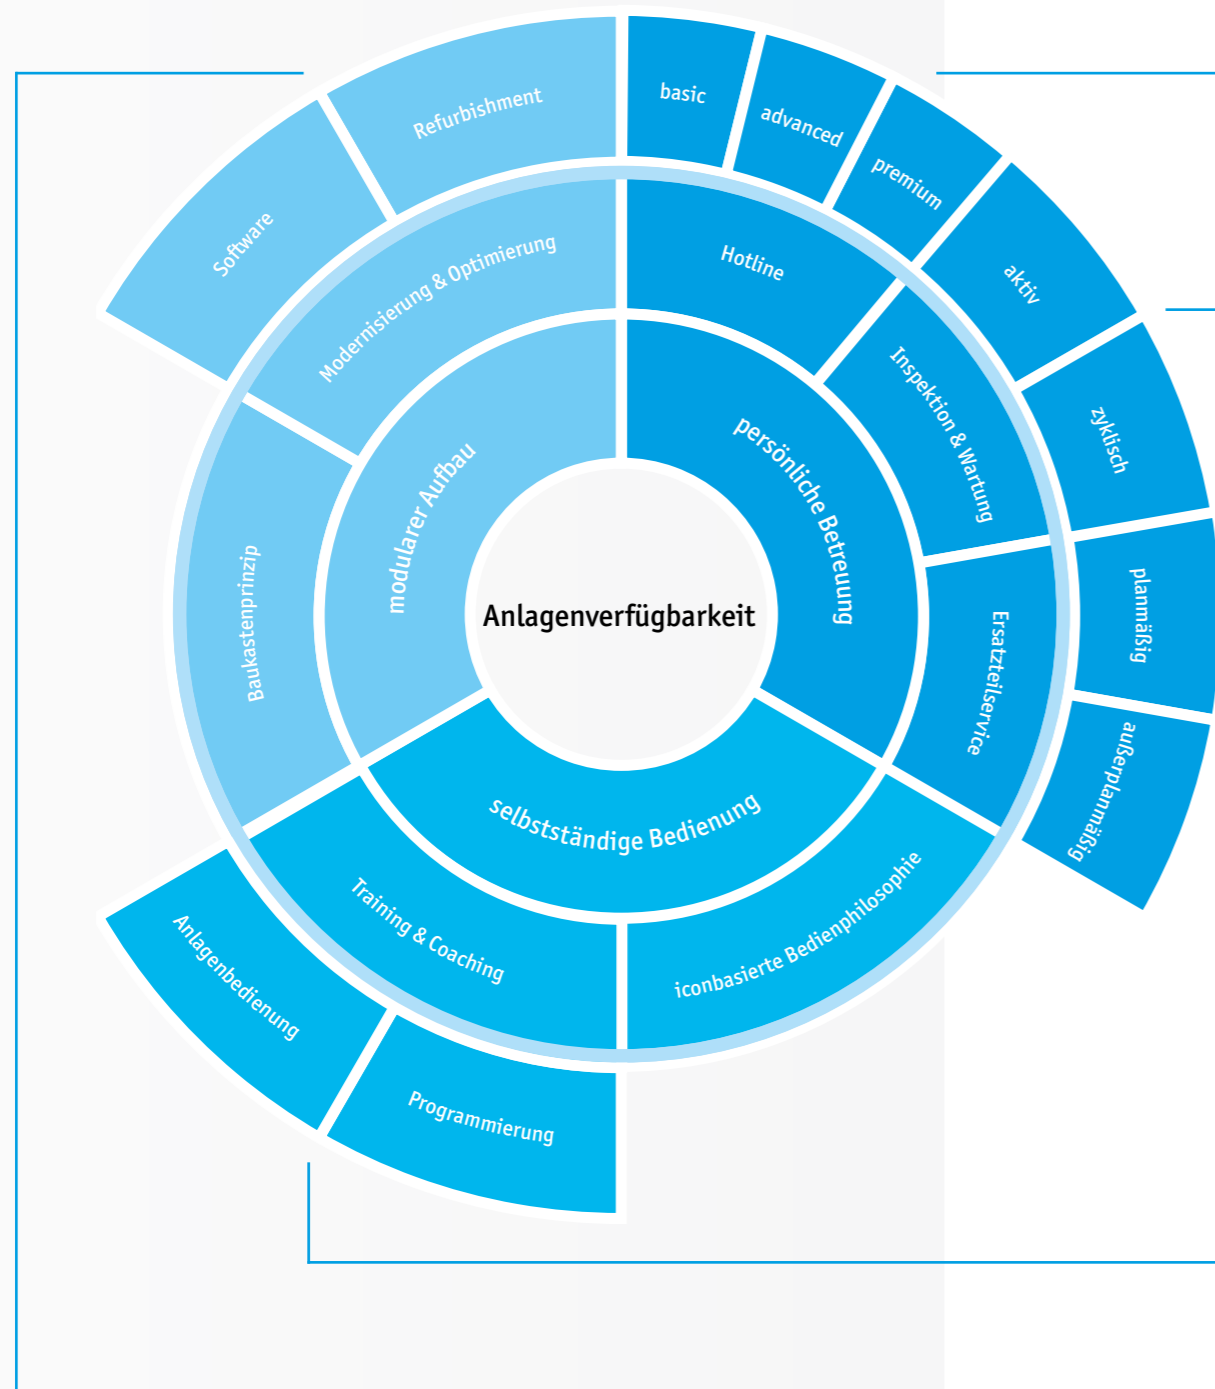 Refurbishment
Software
Modernisierung & Optimierung
Baukastenprinzip
modularer Aufbau
basic
advanced
premium
Hotline
aktiv
zyklisch
Inspektion & Wartung
planmäßig
außerplanmäßig
Ersatzteilservice
persönliche Betreuung
Anlagenverfügbarkeit
selbstständige Bedienung
iconbasierte Bedienphilosophie
Training & Coaching
Anlagenbedienung
Programmierung